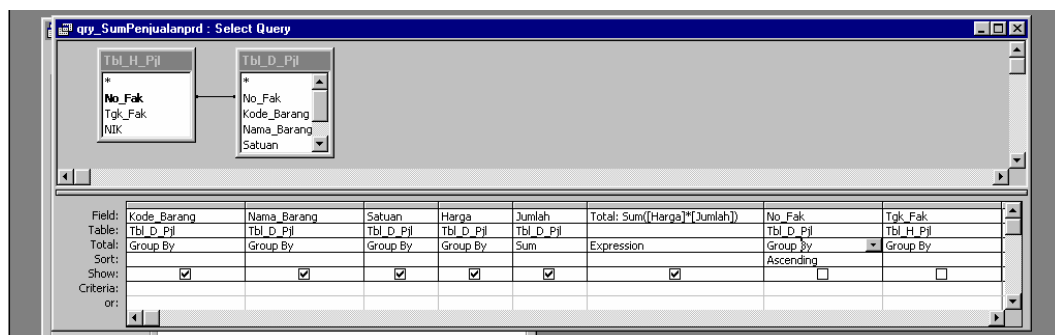 qry_SumPenjualanprd : Select Query
Tbl_H_Pjl
*
No_Fak
Tgk_Fak
NIK
Tbl_D_Pjl
*
No_Fak
Kode_Barang
Nama_Barang
Satuan
Field: Kode_Barang Nama_Barang Satuan Harga Jumlah Total: Sum([Harga]*[Jumlah]) No_Fak Tgk_Fak
Table: Tbl_D_Pjl Tbl_D_Pjl Tbl_D_Pjl Tbl_D_Pjl Tbl_D_Pjl Tbl_D_Pjl Tbl_H_Pjl
Total: Group By Group By Group By Group By Sum Expression Group By Group By
Sort: Ascending
Show:
Criteria:
or: